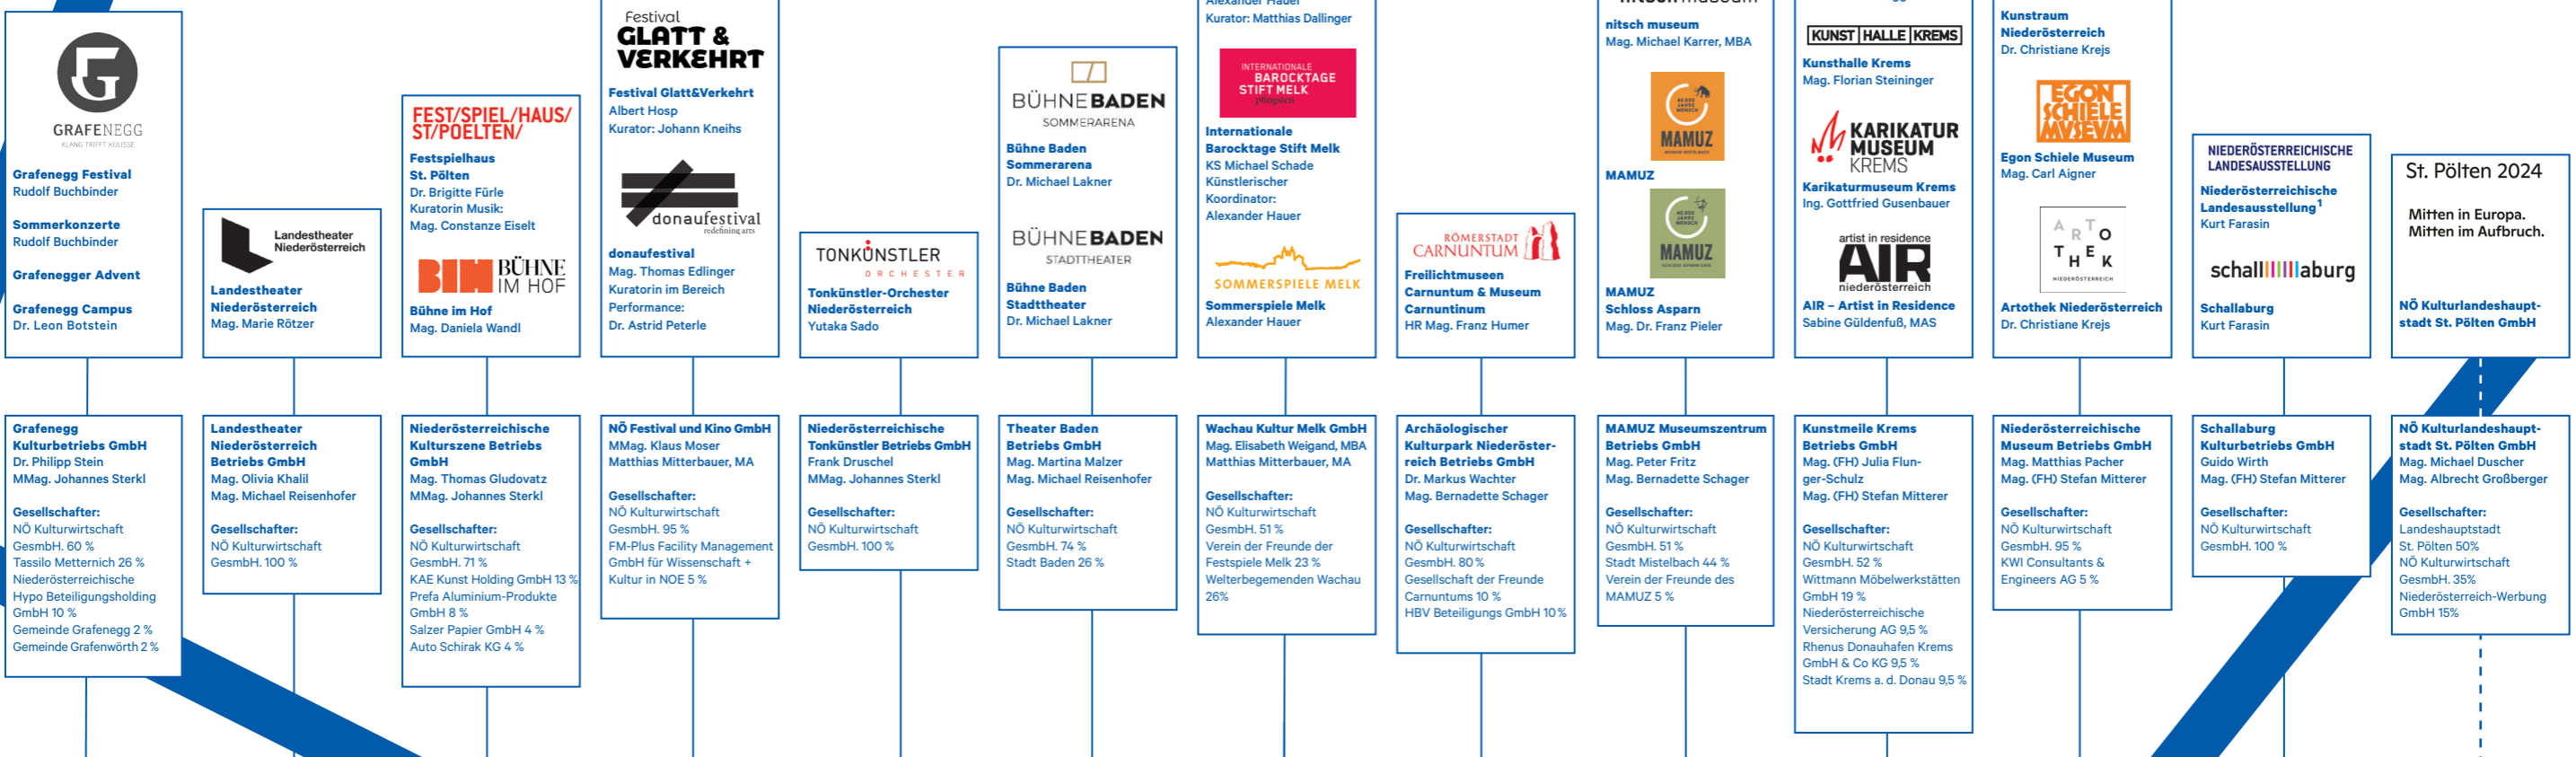 GRAFENEGG
KLANG TRIFFT KULISSE
Grafenegg Festival
Rudolf Buchbinder
Sommerkonzerte
Rudolf Buchbinder
Grafenegger Advent
Grafenegg Campus
Dr. Leon Botstein
Landestheater
Niederösterreich
Landestheater
Niederösterreich
Mag. Marie Rötzer
FEST/SPIEL/HAUS/
ST/POELTEN/
Festspielhaus
St. Pölten
Dr. Brigitte Fürle
Kuratorin Musik:
Mag. Constanze Eiselt
BIH BÜHNE
IM HOF
Bühne im Hof
Mag. Daniela Wandl
Festival
GLATT &
VERKEHRT
Festival Glatt&Verkehrt
Albert Hosp
Kurator: Johann Kneihs
donaufestival
redefining arts
donaufestival
Mag. Thomas Edlinger
Kuratorin im Bereich
Performance:
Dr. Astrid Peterle
TONKÜNSTLER
ORCHESTER
Tonkünstler-Orchester
Niederösterreich
Yutaka Sado
BÜHNEBADEN
SOMMERARENA
Bühne Baden
Sommerarena
Dr. Michael Lakner
BÜHNEBADEN
STADTTHEATER
Bühne Baden
Stadttheater
Dr. Michael Lakner
Alexander Hauer
Kurator: Matthias Dallinger
INTERNATIONALE
BAROCKTAGE
STIFT MELK
pfingsten
Internationale
Barocktage Stift Melk
KS Michael Schade
Künstlerischer
Koordinator:
Alexander Hauer
SOMMERSPIELE MELK
Sommerspiele Melk
Alexander Hauer
RÖMERSTADT
CARNUNTUM
Freilichtmuseen
Carnuntum & Museum
Carnuntinum
HR Mag. Franz Humer
nitsch museum
nitsch museum
Mag. Michael Karrer, MBA
40.000
JAHRE
MENSCH
MAMUZ
MUSEUM MISTELBACH
MAMUZ
40.000
JAHRE
MENSCH
MAMUZ
SCHLOSS ASPARN/ZAYA
MAMUZ
Schloss Asparn
Mag. Dr. Franz Pieler
KUNST HALLE KREMS
Kunsthalle Krems
Mag. Florian Steininger
KARIKATUR
MUSEUM
KREMS
Karikaturmuseum Krems
Ing. Gottfried Gusenbauer
artist in residence
AIR
niederösterreich
AIR – Artist in Residence
Sabine Güldenfuß, MAS
Kunstraum
Niederösterreich
Dr. Christiane Krejs
EGON
SCHIELE
MVSEVM
Egon Schiele Museum
Mag. Carl Aigner
ARTO
THEK
NIEDERÖSTERREICH
Artothek Niederösterreich
Dr. Christiane Krejs
NIEDERÖSTERREICHISCHE
LANDESAUSSTELLUNG
Niederösterreichische
Landesausstellung¹
Kurt Farasin
schallaburg
Schallaburg
Kurt Farasin
St. Pölten 2024
Mitten in Europa.
Mitten im Aufbruch.
NÖ Kulturlandeshaupt-
stadt St. Pölten GmbH
Grafenegg
Kulturbetriebs GmbH
Dr. Philipp Stein
MMag. Johannes Sterkl
Gesellschafter:
NÖ Kulturwirtschaft
GesmbH. 60 %
Tassilo Metternich 26 %
Niederösterreichische
Hypo Beteiligungsholding
GmbH 10 %
Gemeinde Grafenegg 2 %
Gemeinde Grafenwörth 2 %
Landestheater
Niederösterreich
Betriebs GmbH
Mag. Olivia Khalil
Mag. Michael Reisenhofer
Gesellschafter:
NÖ Kulturwirtschaft
GesmbH. 100 %
Niederösterreichische
Kulturszene Betriebs
GmbH
Mag. Thomas Gludovatz
MMag. Johannes Sterkl
Gesellschafter:
NÖ Kulturwirtschaft
GesmbH. 71 %
KAE Kunst Holding GmbH 13 %
Prefa Aluminium-Produkte
GmbH 8 %
Salzer Papier GmbH 4 %
Auto Schirak KG 4 %
NÖ Festival und Kino GmbH
MMag. Klaus Moser
Matthias Mitterbauer, MA
Gesellschafter:
NÖ Kulturwirtschaft
GesmbH. 95 %
FM-Plus Facility Management
GmbH für Wissenschaft +
Kultur in NOE 5 %
Niederösterreichische
Tonkünstler Betriebs GmbH
Frank Druschel
MMag. Johannes Sterkl
Gesellschafter:
NÖ Kulturwirtschaft
GesmbH. 100 %
Theater Baden
Betriebs GmbH
Mag. Martina Malzer
Mag. Michael Reisenhofer
Gesellschafter:
NÖ Kulturwirtschaft
GesmbH. 74 %
Stadt Baden 26 %
Wachau Kultur Melk GmbH
Mag. Elisabeth Weigand, MBA
Matthias Mitterbauer, MA
Gesellschafter:
NÖ Kulturwirtschaft
GesmbH. 51 %
Verein der Freunde der
Festspiele Melk 23 %
Welterbegemenden Wachau
26%
Archäologischer
Kulturpark Niederöster-
reich Betriebs GmbH
Dr. Markus Wachter
Mag. Bernadette Schager
Gesellschafter:
NÖ Kulturwirtschaft
GesmbH. 80 %
Gesellschaft der Freunde
Carnuntums 10 %
HBV Beteiligungs GmbH 10%
MAMUZ Museumszentrum
Betriebs GmbH
Mag. Peter Fritz
Mag. Bernadette Schager
Gesellschafter:
NÖ Kulturwirtschaft
GesmbH. 51 %
Stadt Mistelbach 44 %
Verein der Freunde des
MAMUZ 5 %
Kunstmeile Krems
Betriebs GmbH
Mag. (FH) Julia Flun-
ger-Schulz
Mag. (FH) Stefan Mitterer
Gesellschafter:
NÖ Kulturwirtschaft
GesmbH. 52 %
Wittmann Möbelwerkstätten
GmbH 19 %
Niederösterreichische
Versicherung AG 9,5 %
Rhenus Donauhafen Krems
GmbH & Co KG 9,5 %
Stadt Krems a. d. Donau 9,5 %
Niederösterreichische
Museum Betriebs GmbH
Mag. Matthias Pacher
Mag. (FH) Stefan Mitterer
Gesellschafter:
NÖ Kulturwirtschaft
GesmbH. 95 %
KWI Consultants &
Engineers AG 5 %
Schallaburg
Kulturbetriebs GmbH
Guido Wirth
Mag. (FH) Stefan Mitterer
Gesellschafter:
NÖ Kulturwirtschaft
GesmbH. 100 %
NÖ Kulturlandeshaupt-
stadt St. Pölten GmbH
Mag. Michael Duscher
Mag. Albrecht Großberger
Gesellschafter:
Landeshauptstadt
St. Pölten 50%
NÖ Kulturwirtschaft
GesmbH. 35%
Niederösterreich-Werbung
GmbH 15%